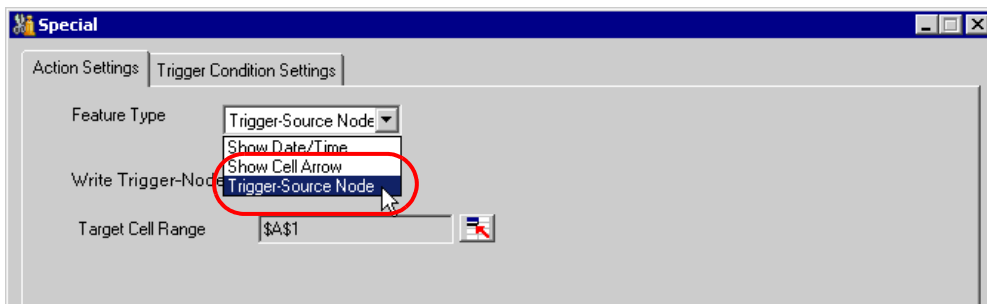 Special
Action Settings
Trigger Condition Settings
Feature Type
Trigger-Source Node
Show Date/Time
Show Cell Arrow
Write Trigger-Nod
Trigger-Source Node
Target Cell Range
$A$1